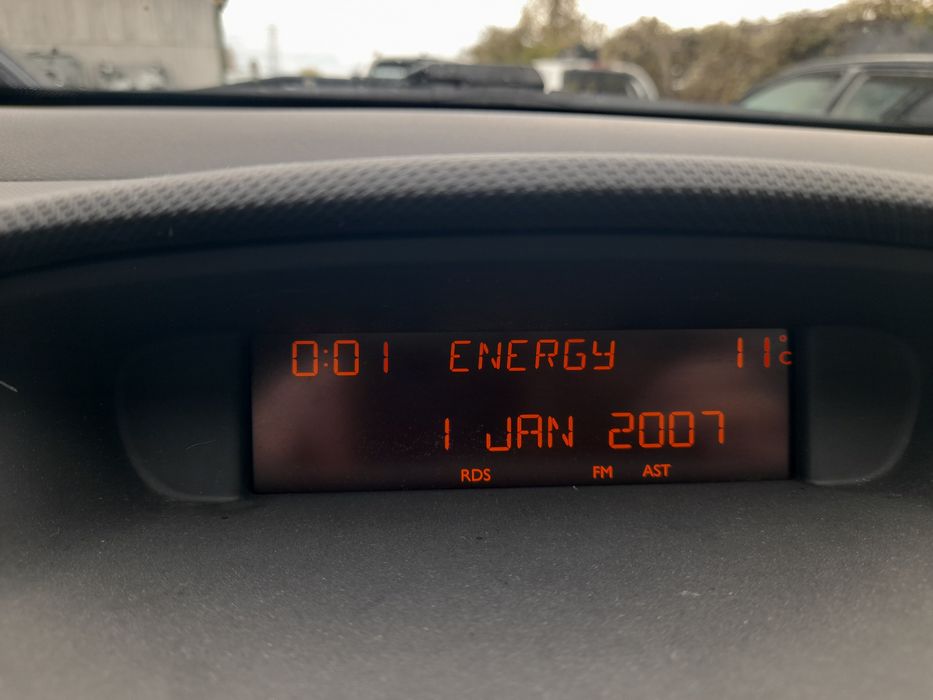 0:01 ENERGY 11°C
1 JAN 2007
RDS FM AST